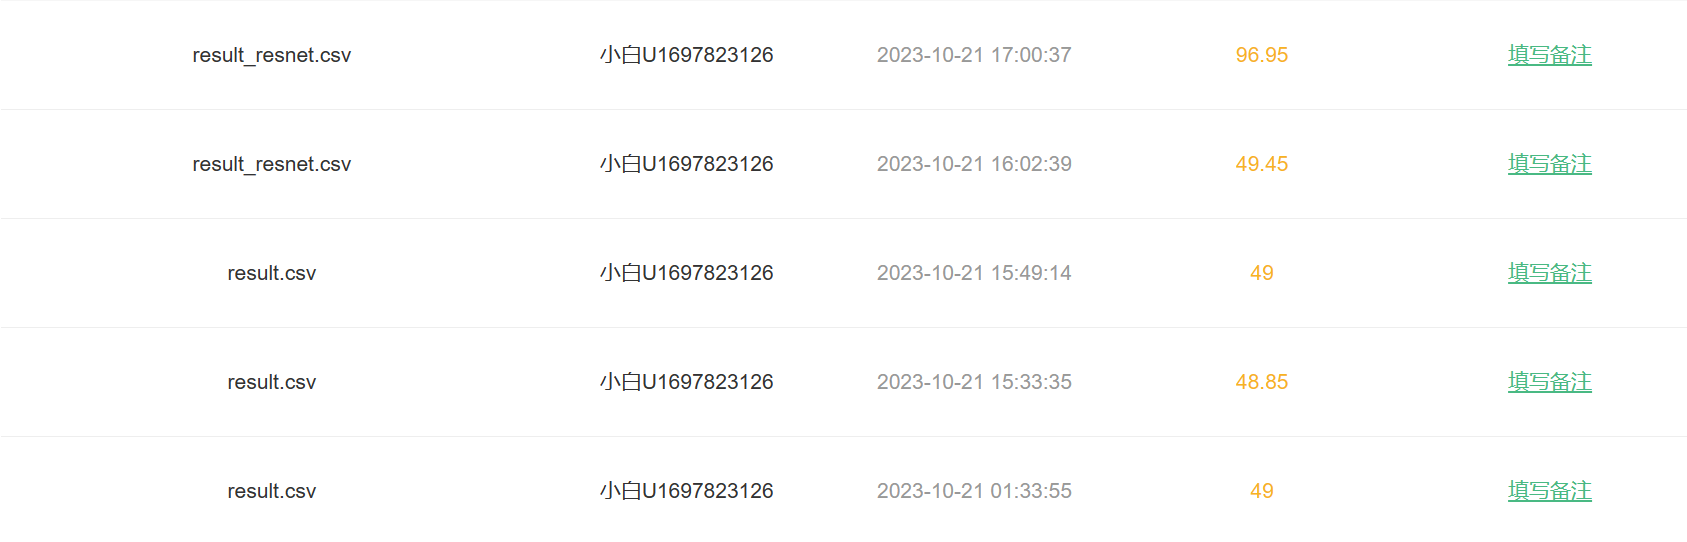 result_resnet.csv 小白U1697823126 2023-10-21 17:00:37 96.95 填写备注
result_resnet.csv 小白U1697823126 2023-10-21 16:02:39 49.45 填写备注
result.csv 小白U1697823126 2023-10-21 15:49:14 49 填写备注
result.csv 小白U1697823126 2023-10-21 15:33:35 48.85 填写备注
result.csv 小白U1697823126 2023-10-21 01:33:55 49 填写备注